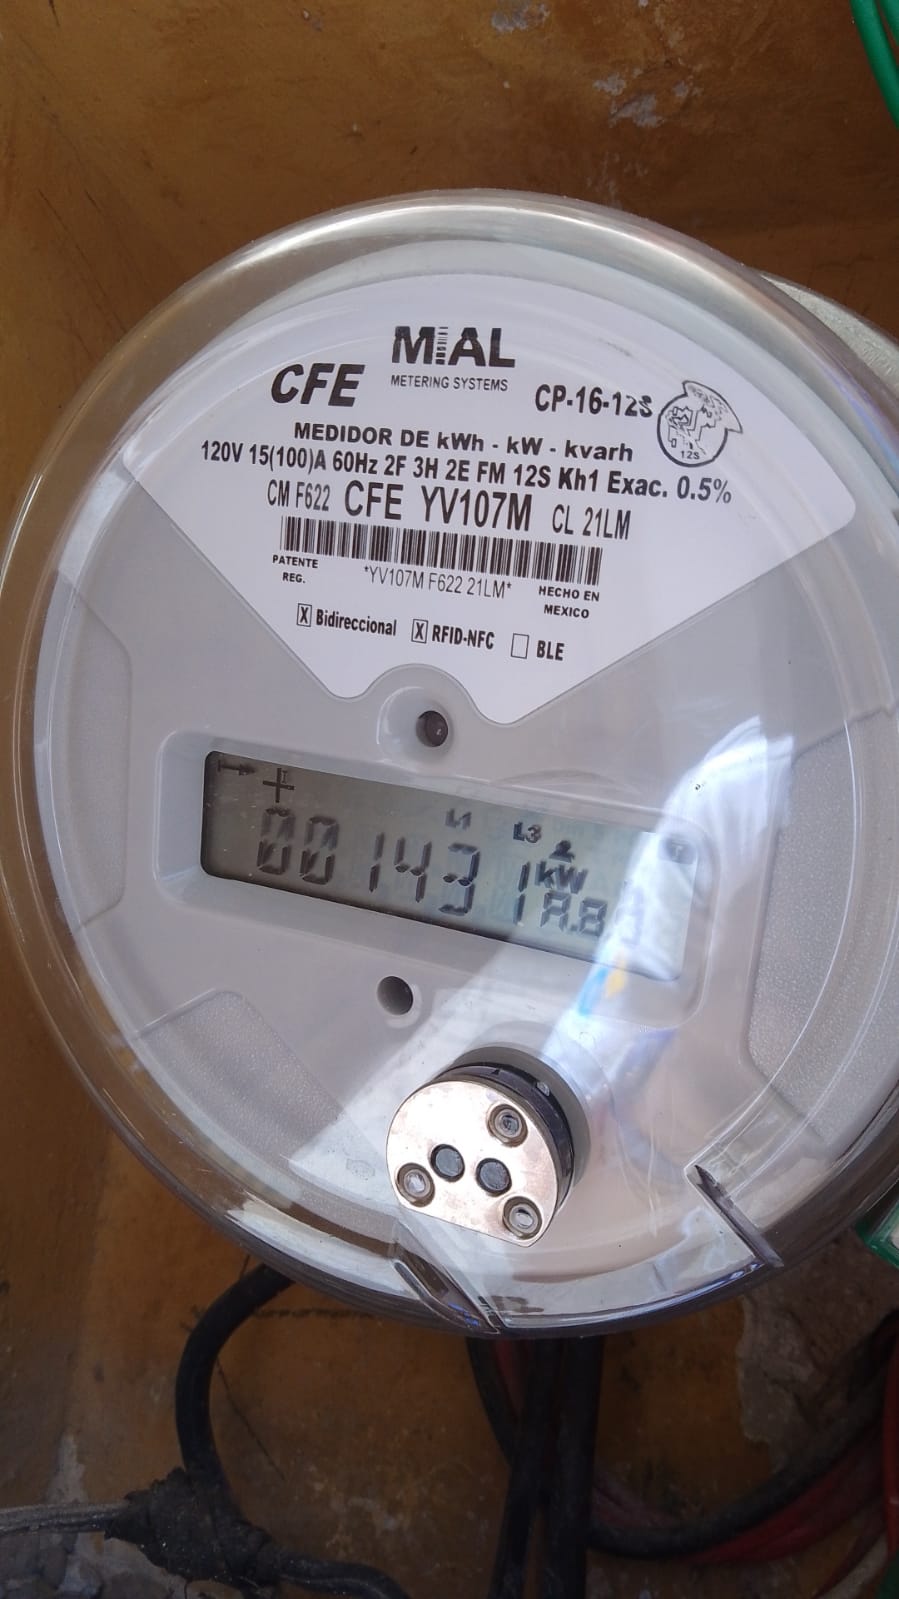 MIAL
METERING SYSTEMS
CFE
CP-16-12S
12S
MEDIDOR DE kWh - kW - kvarh
120V 15(100)A 60Hz 2F 3H 2E FM 12S Kh1 Exac. 0.5%
CM F622 CFE YV107M CL 21LM
PATENTE REG.
*YV107M F622 21LM*
HECHO EN MEXICO
X Bidireccional X RFID-NFC BLE
L1 L3
001431 kW